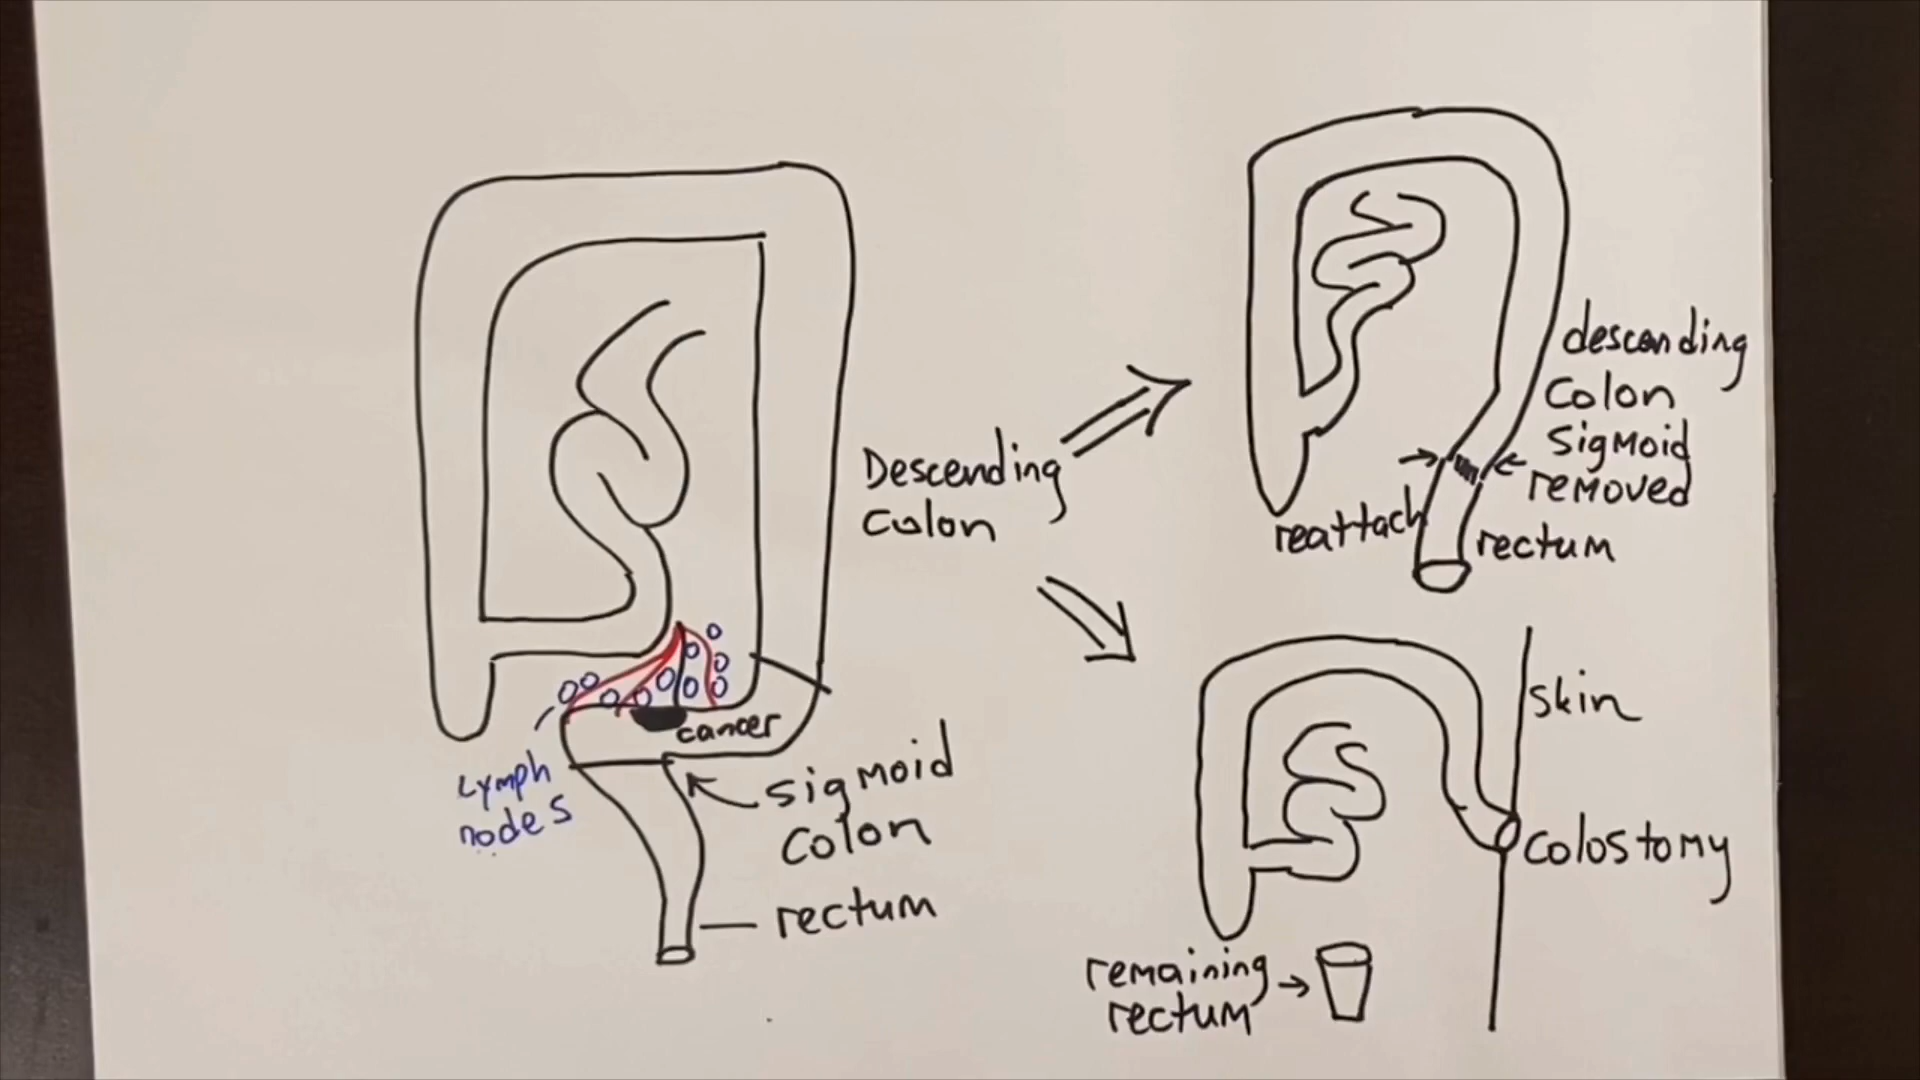 Descending
Colon
cancer
Lymph
nodes
sigmoid
colon
rectum
descending
colon
sigmoid
removed
reattach
rectum
skin
colostomy
remaining
rectum